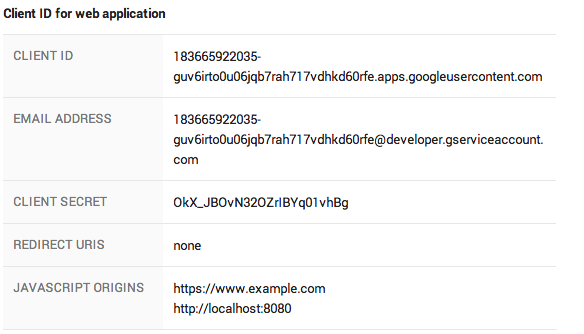 Client ID for web application
CLIENT ID
183665922035-
guv6irto0u06jqb7rah717vdhkd60rfe.apps.googleusercontent.com
EMAIL ADDRESS
183665922035-
guv6irto0u06jqb7rah717vdhkd60rfe@developer.gserviceaccount.
com
CLIENT SECRET
OkX_JBOvN32OZrIBYq01vhBg
REDIRECT URIS
none
JAVASCRIPT ORIGINS
https://www.example.com
http://localhost:8080